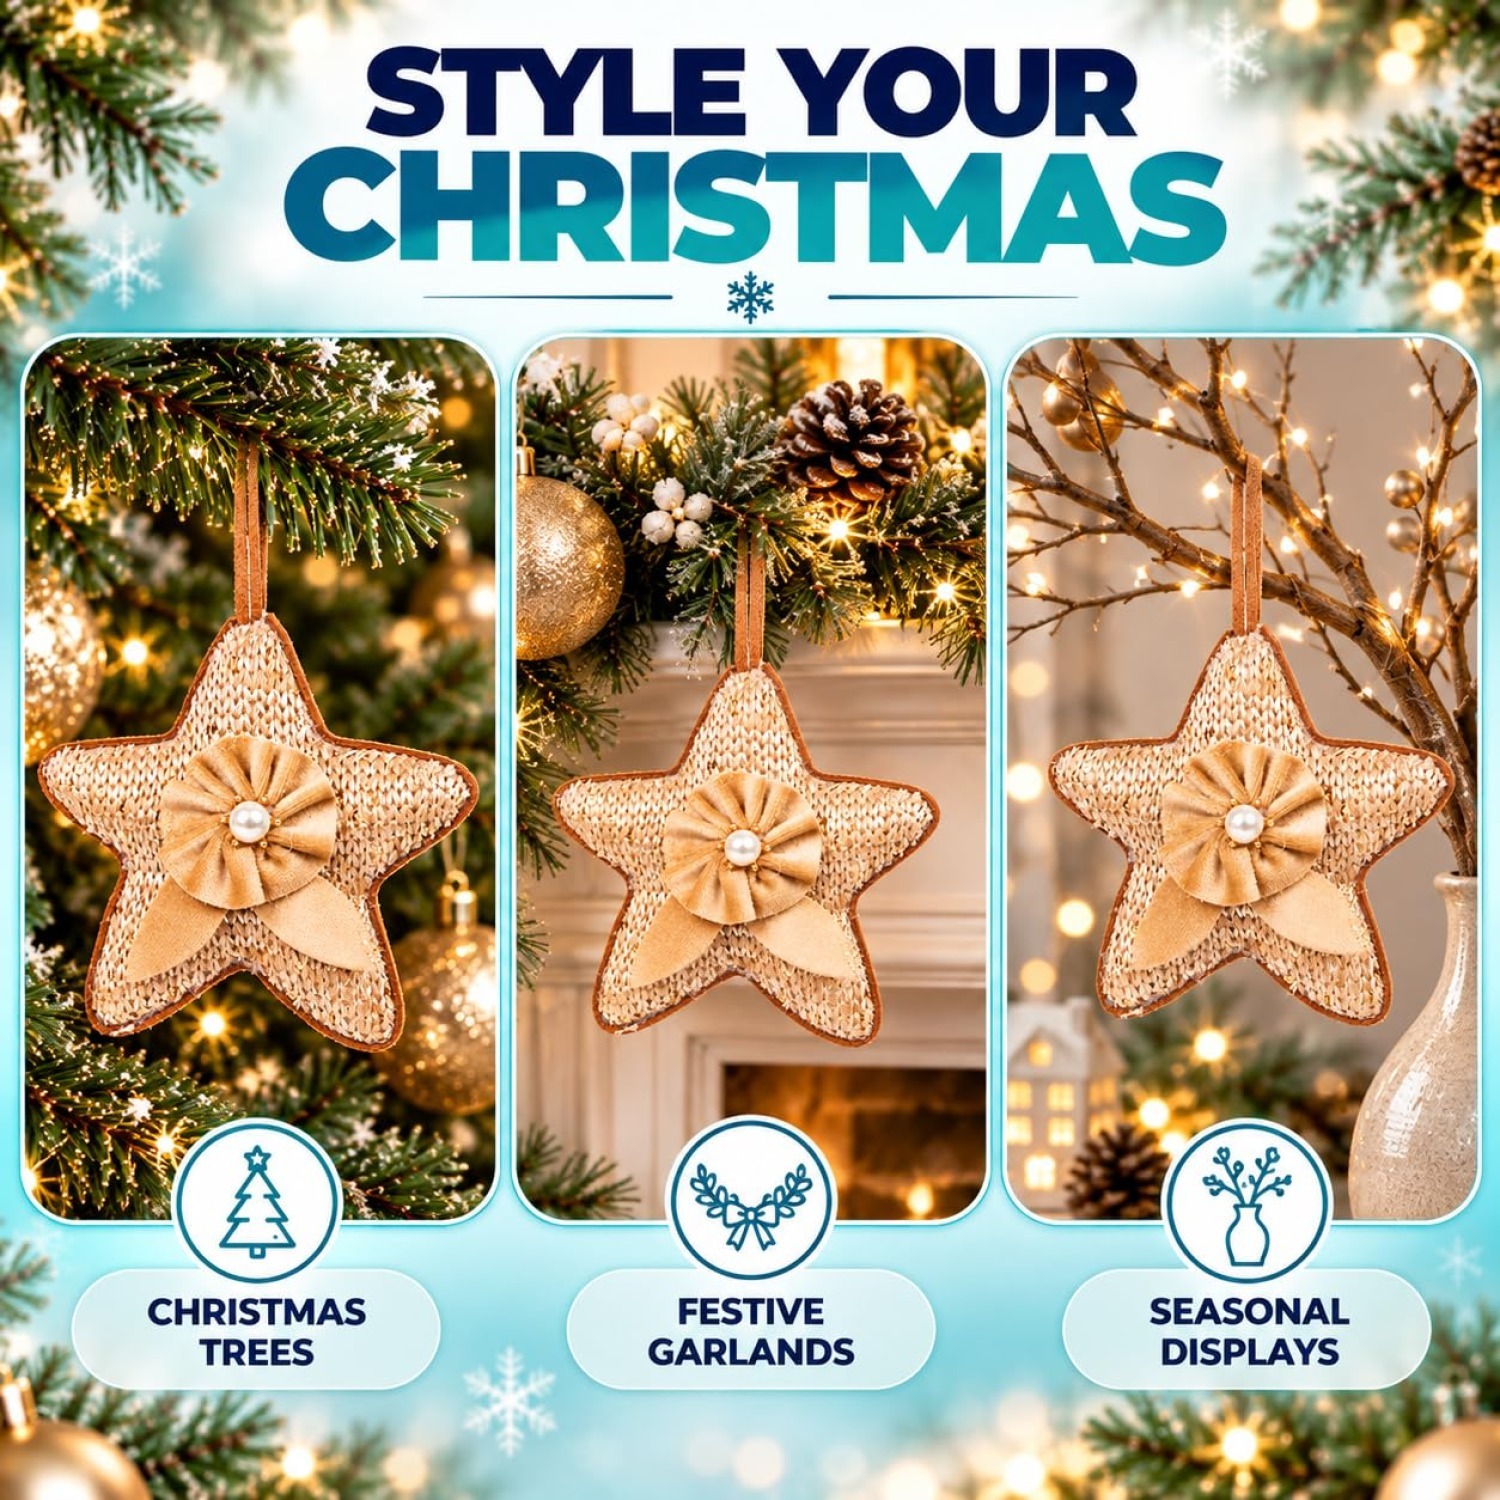 STYLE YOUR
CHRISTMAS
CHRISTMAS
TREES
FESTIVE
GARLANDS
SEASONAL
DISPLAYS